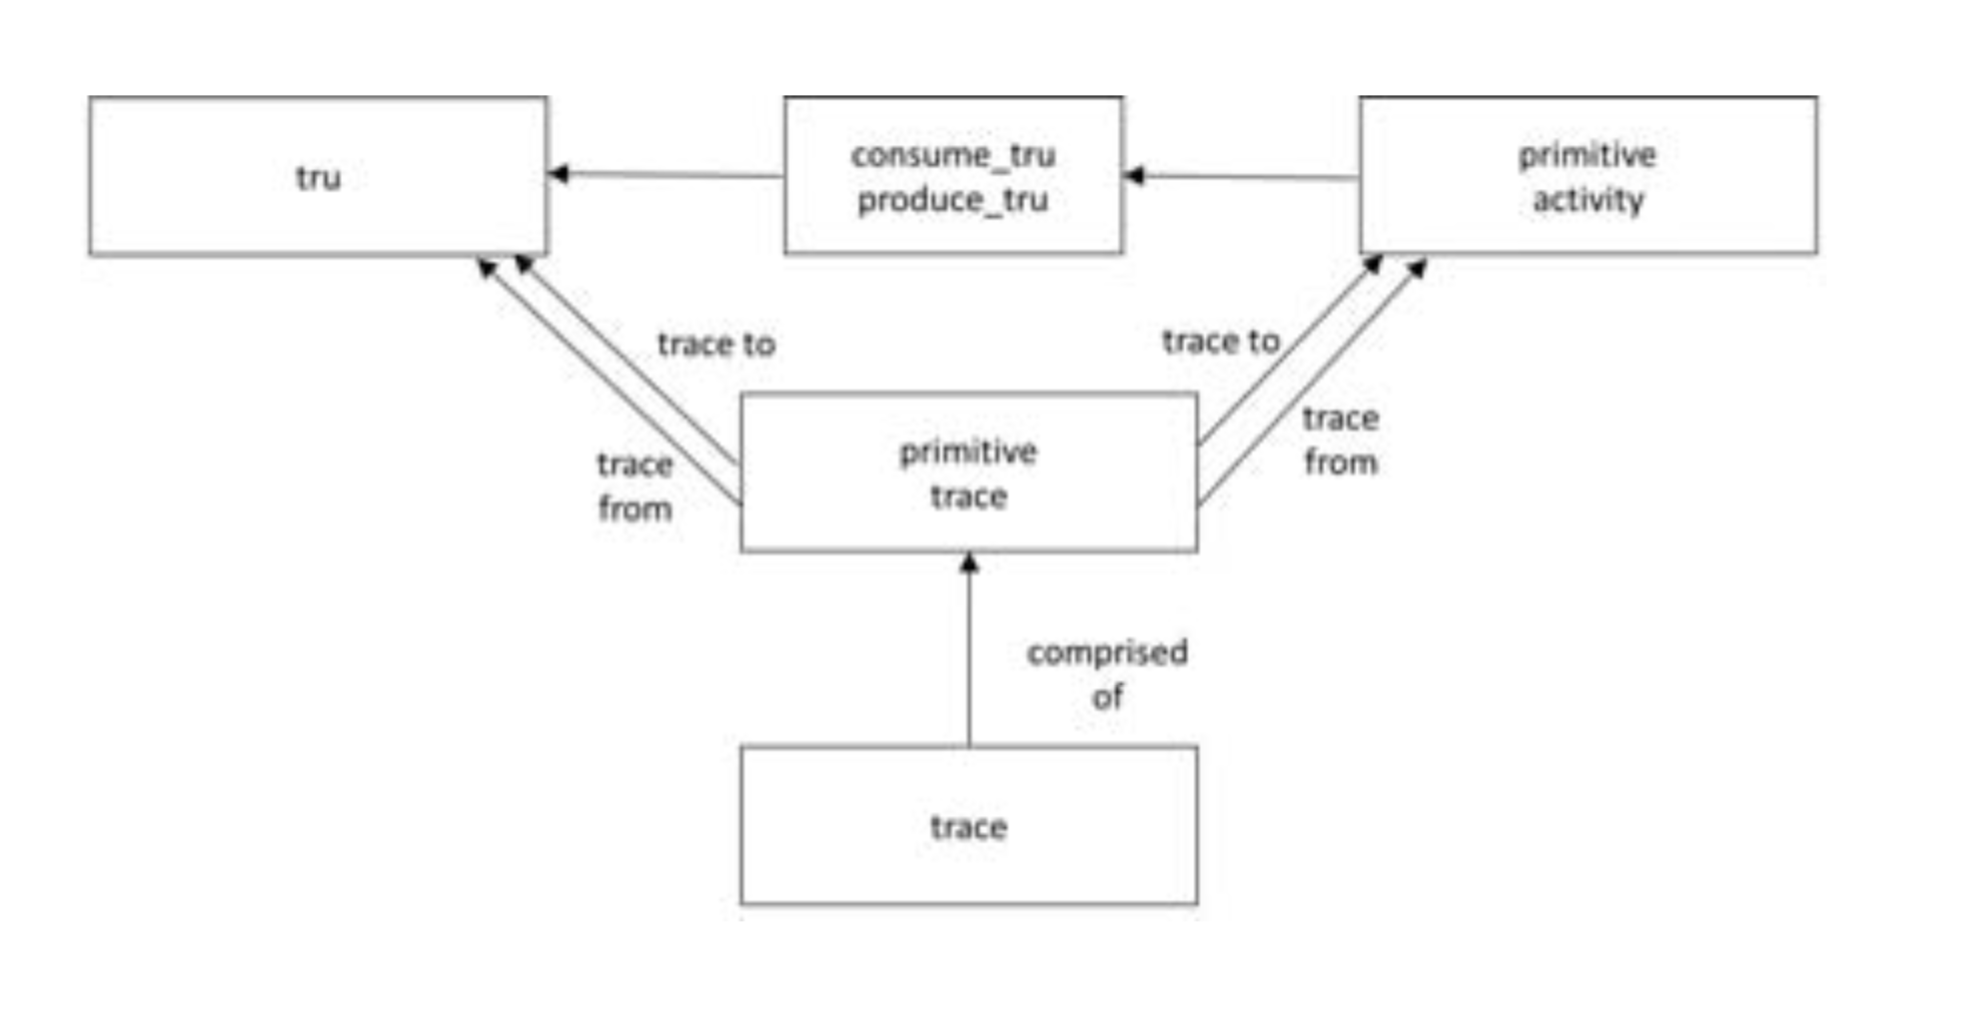 tru
consume_tru
produce_tru
primitive
activity
trace to
trace to
trace
from
primitive
trace
trace
from
comprised
of
trace